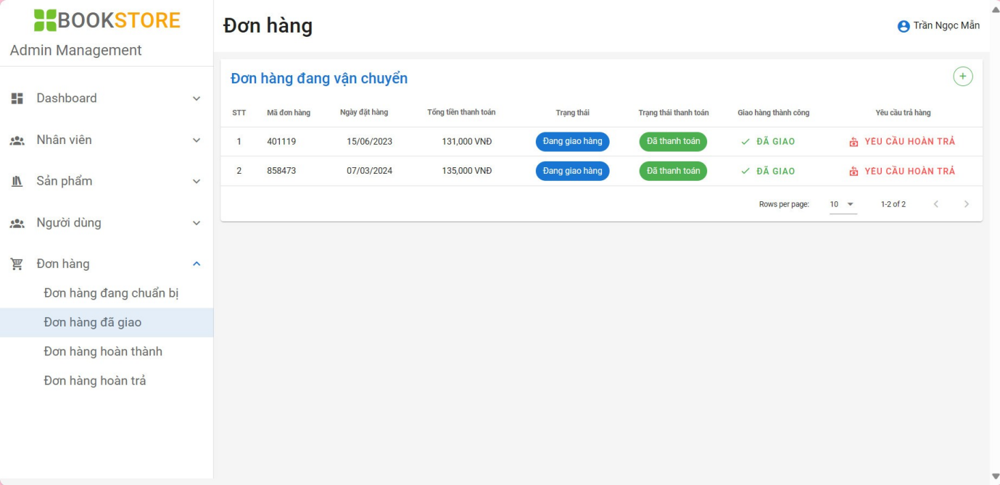 BOOKSTORE
Admin Management
Dashboard
Nhân viên
Sản phẩm
Người dùng
Đơn hàng
Đơn hàng đang chuẩn bị
Đơn hàng đã giao
Đơn hàng hoàn thành
Đơn hàng hoàn trả
Đơn hàng
Trần Ngọc Mẫn
Đơn hàng đang vận chuyển
STT Mã đơn hàng Ngày đặt hàng Tổng tiền thanh toán Trạng thái Trạng thái thanh toán Giao hàng thành công Yêu cầu trả hàng
1 401119 15/06/2023 131,000 VNĐ Đang giao hàng Đã thanh toán ĐÃ GIAO YÊU CẦU HOÀN TRẢ
2 858473 07/03/2024 135,000 VNĐ Đang giao hàng Đã thanh toán ĐÃ GIAO YÊU CẦU HOÀN TRẢ
Rows per page: 10 1-2 of 2